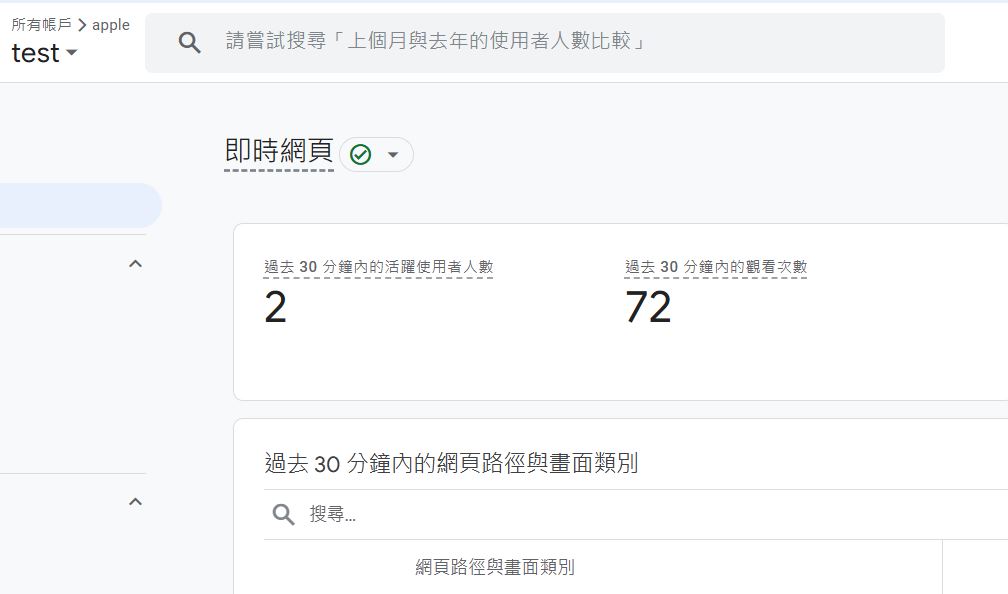 所有帳戶 > apple
test
請嘗試搜尋「上個月與去年的使用者人數比較」
即時網頁
過去 30 分鐘內的活躍使用者人數
2
過去 30 分鐘內的觀看次數
72
過去 30 分鐘內的網頁路徑與畫面類別
搜尋...
網頁路徑與畫面類別